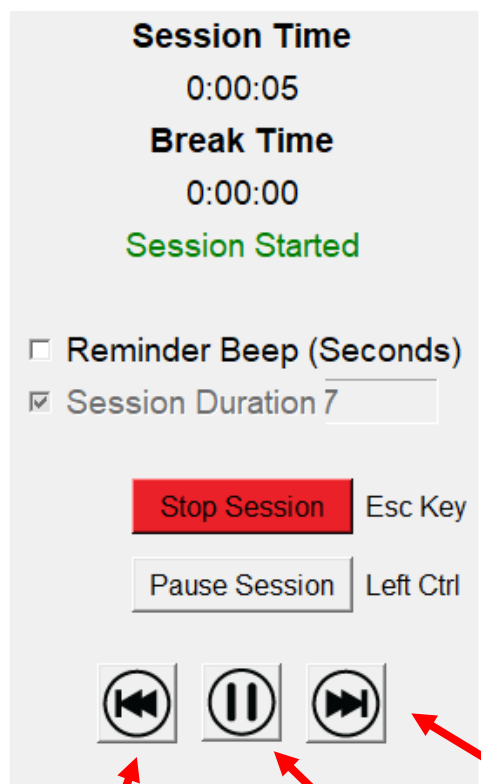 Session Time
0:00:05
Break Time
0:00:00
Session Started
Reminder Beep (Seconds)
Session Duration 7
Stop Session Esc Key
Pause Session Left Ctrl